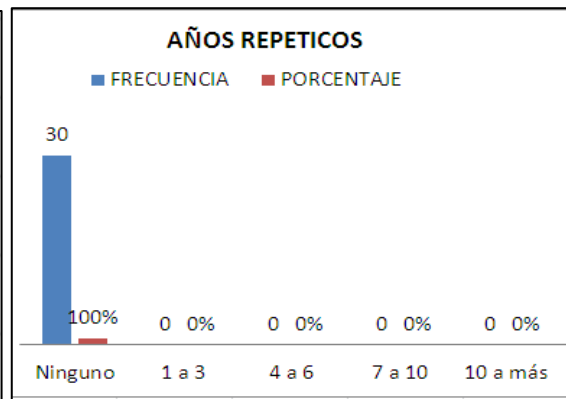 AÑOS REPETICOS
FRECUENCIA PORCENTAJE
30
100% 0 0% 0 0% 0 0% 0 0%
Ninguno 1 a 3 4 a 6 7 a 10 10 a más